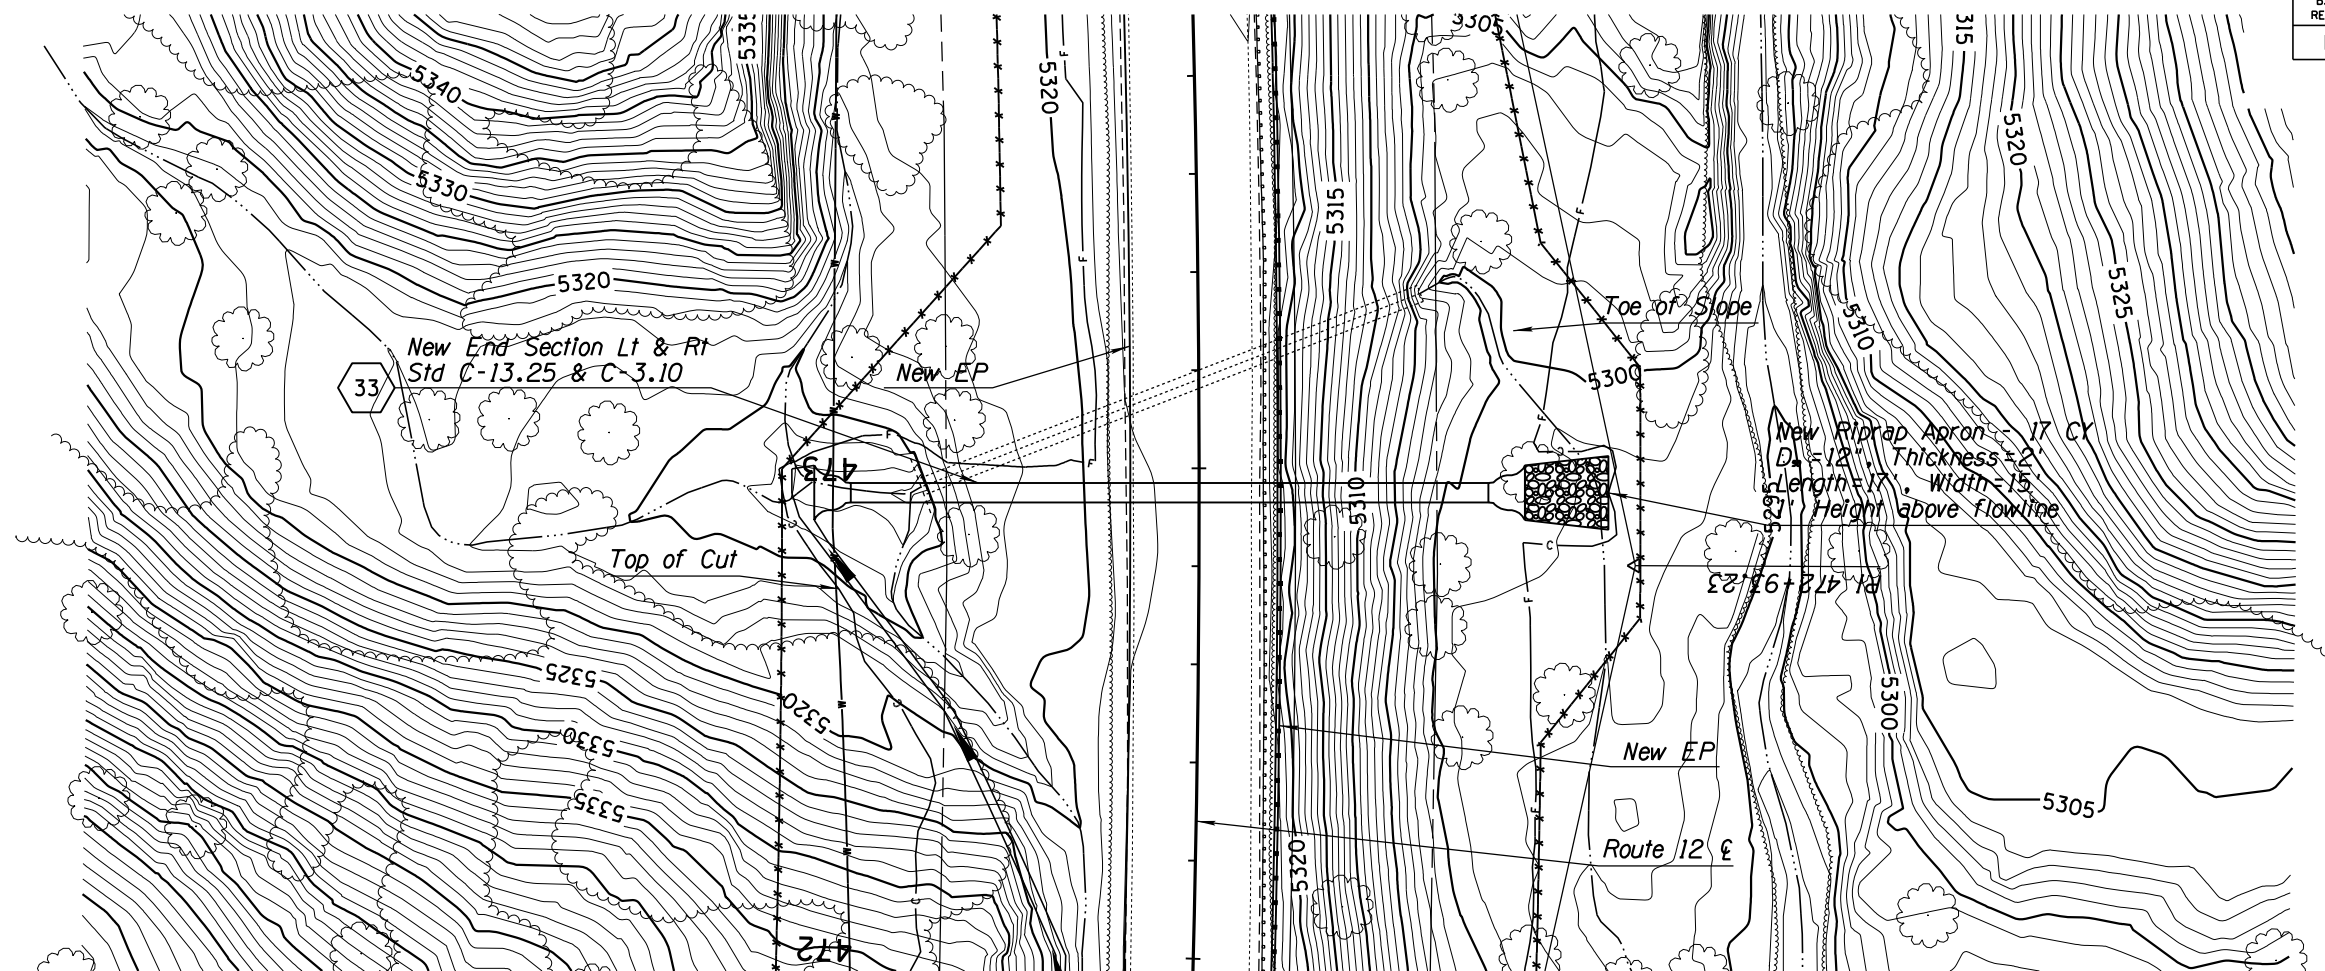 RE
5335
5320
5305
5315
5340
5330
5320
5320
5315
5325
5310
Toe of Slope
New End Section Lt & Rt
Std C-13.25 & C-3.10
33
New EP
5300
New Riprap Apron - 17 CY
=12", Thickness=2'
Length=17', Width=15'
1' Height above flowline
473
5310
5295
Top of Cut
PI 472+93.23
5325
5320
5300
5330
New EP
5335
5305
Route 12
5320
472